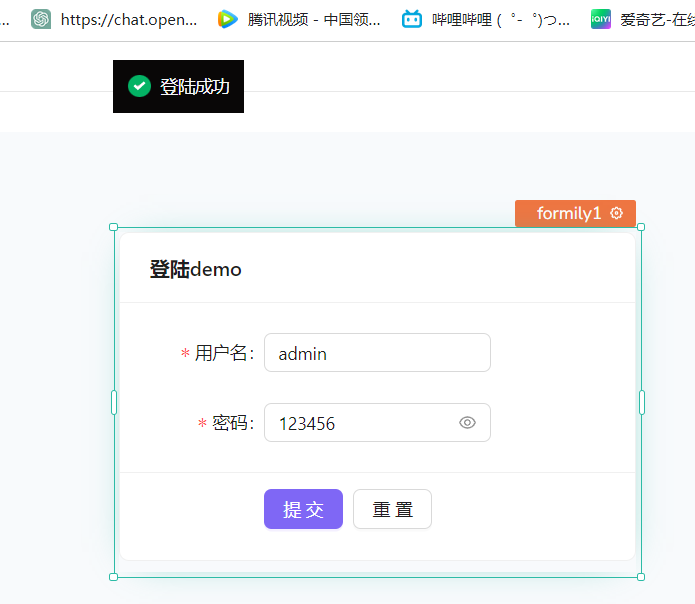 ... https://chat.open... 腾讯视频 - 中国领... 哔哩哔哩 ( ゜- ゜)つ... iQIYI 爱奇艺-在线
登陆成功
formily1
登陆demo
* 用户名: admin
* 密码: 123456
提 交 重 置